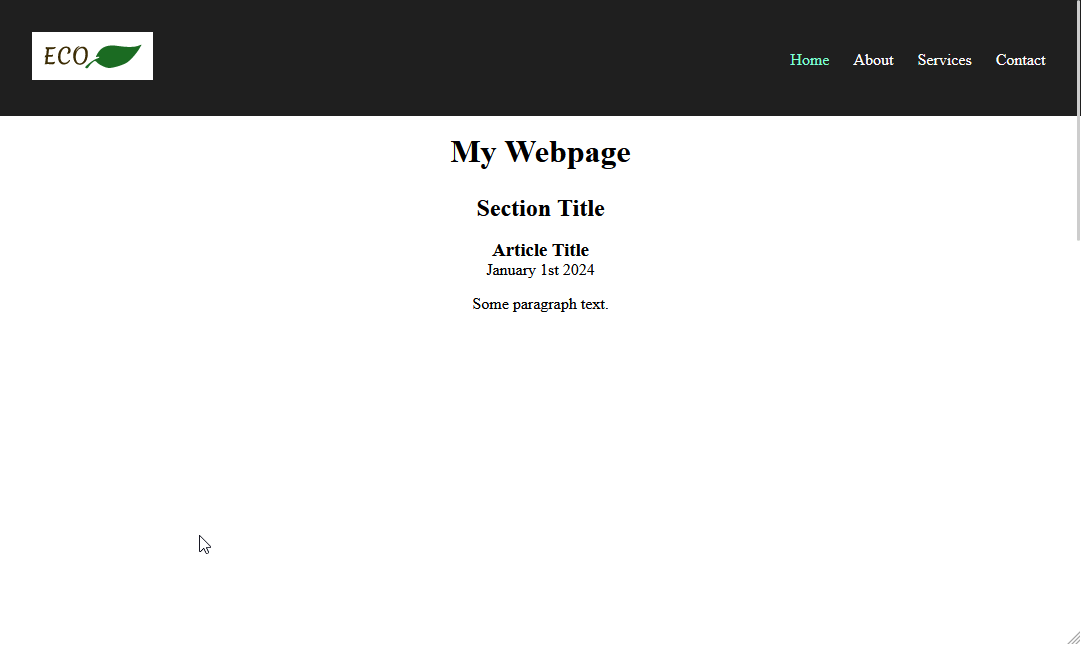 ECO
Home About Services Contact
My Webpage
Section Title
Article Title
January 1st 2024
Some paragraph text.